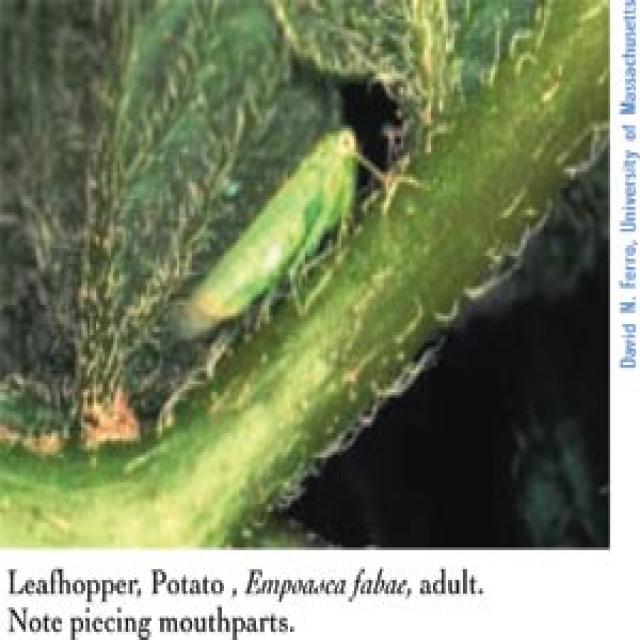 David N. Ferro, University of Massachusetts
Leafhopper, Potato , Empoasca fabae, adult.
Note piecing mouthparts.